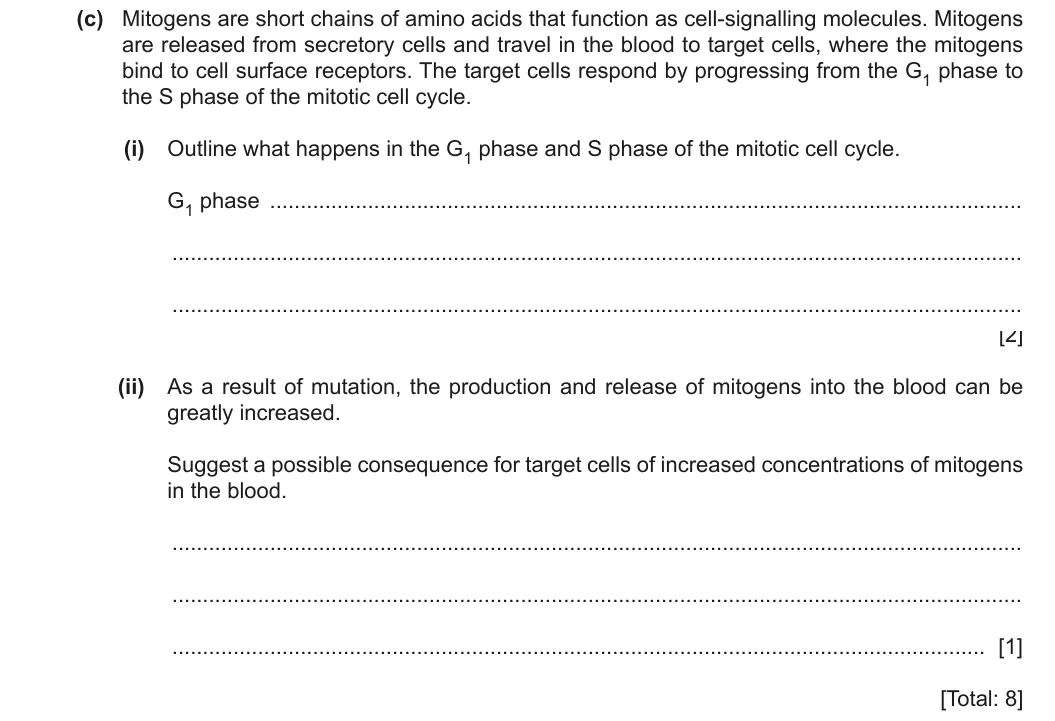 (c) Mitogens are short chains of amino acids that function as cell-signalling molecules. Mitogens
are released from secretory cells and travel in the blood to target cells, where the mitogens
bind to cell surface receptors. The target cells respond by progressing from the G₁ phase to
the S phase of the mitotic cell cycle.
(i) Outline what happens in the G₁ phase and S phase of the mitotic cell cycle.
G₁ phase ..............................................................................................................................
..............................................................................................................................
..............................................................................................................................
[2]
(ii) As a result of mutation, the production and release of mitogens into the blood can be
greatly increased.
Suggest a possible consequence for target cells of increased concentrations of mitogens
in the blood.
..............................................................................................................................
..............................................................................................................................
.............................................................................................................................. [1]
[Total: 8]